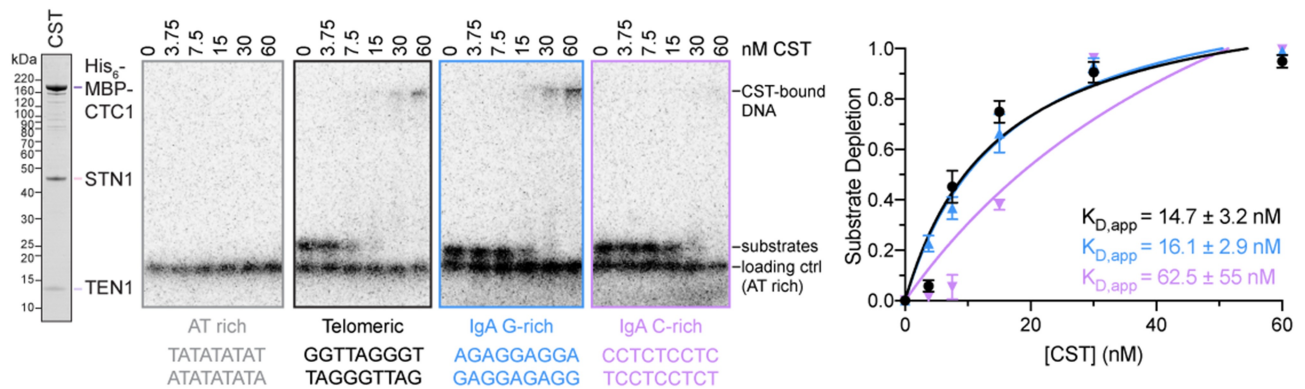 CST
kDa
220
160
120
100
90
80
70
60
50
40
30
25
20
15
10
His6-
MBP-
CTC1
STN1
TEN1
0 3.75 7.5 15 30 60
0 3.75 7.5 15 30 60
0 3.75 7.5 15 30 60
0 3.75 7.5 15 30 60
nM CST
CST-bound
DNA
substrates
loading ctrl
(AT rich)
AT rich
TATATATAT
ATATATATA
Telomeric
GGTTAGGGT
TAGGGTTAG
IgA G-rich
AGAGGAGGA
GAGGAGAGG
IgA C-rich
CCTCTCCTC
TCCTCCTCT
Substrate Depletion
1.0
0.8
0.6
0.4
0.2
0.0
0 20 40 60
[CST] (nM)
KD,app = 14.7 ± 3.2 nM
KD,app = 16.1 ± 2.9 nM
KD,app = 62.5 ± 55 nM